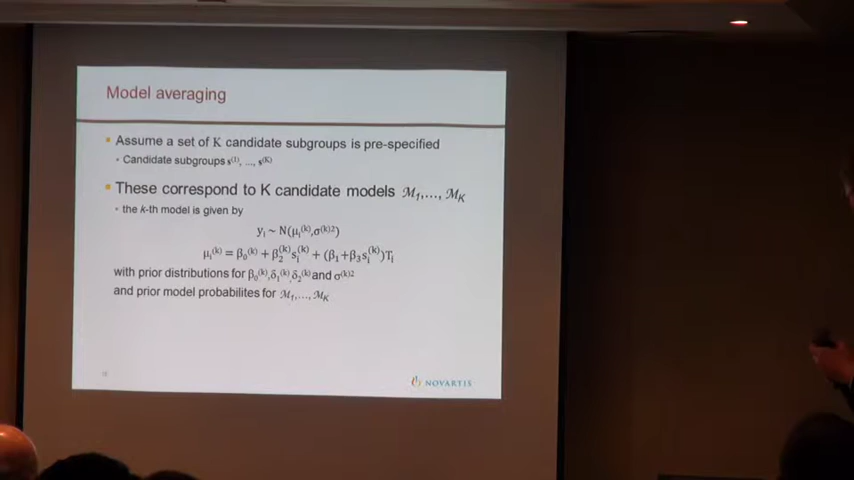 Model averaging
Assume a set of K candidate subgroups is pre-specified
Candidate subgroups s⁽¹⁾, ..., s⁽ᴷ⁾
These correspond to K candidate models ℳ₁,..., ℳ_K
the k-th model is given by
yᵢ ~ N(μᵢ⁽ᵏ⁾,σ⁽ᵏ⁾²)
μᵢ⁽ᵏ⁾ = β₀⁽ᵏ⁾ + β₂⁽ᵏ⁾sᵢ⁽ᵏ⁾ + (β₁+β₃sᵢ⁽ᵏ⁾)Tᵢ
with prior distributions for β₀⁽ᵏ⁾,δ₁⁽ᵏ⁾,δ₂⁽ᵏ⁾ and σ⁽ᵏ⁾²
and prior model probabilites for ℳ₁,..., ℳ_K
NOVARTIS